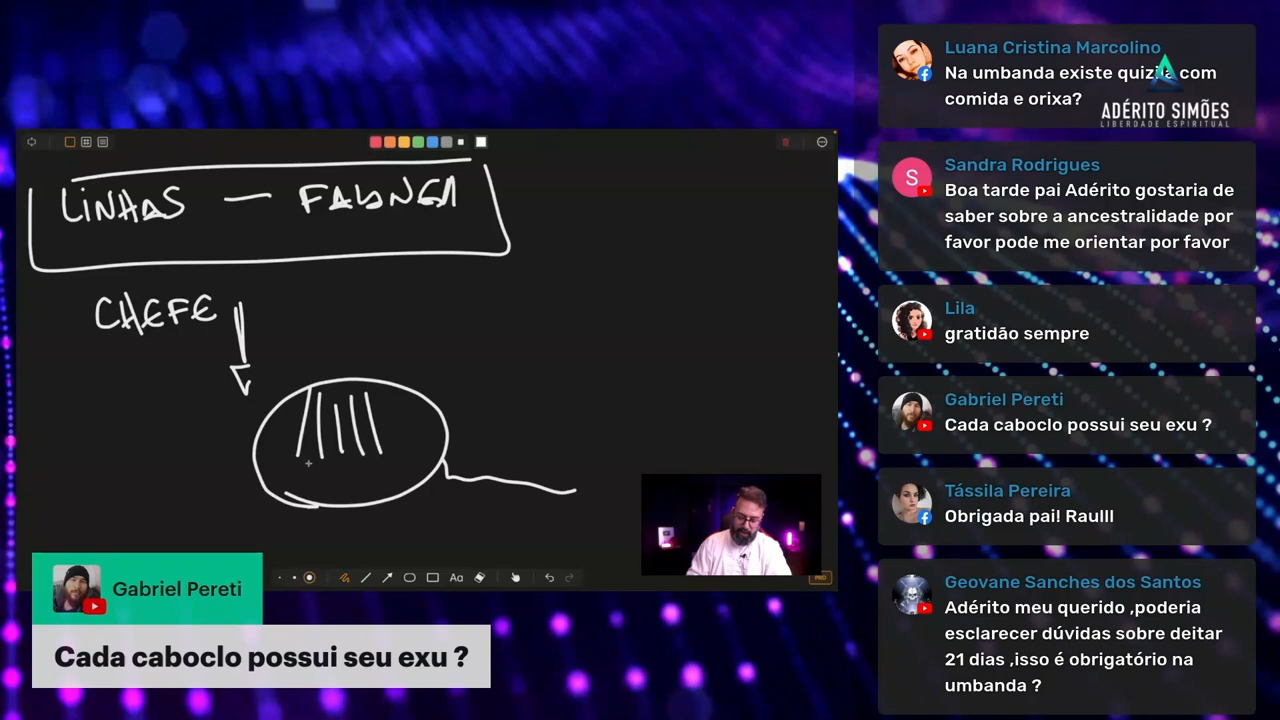 LINHAS — FALANGA
CHEFE
Aa
PRO
Gabriel Pereti
Cada caboclo possui seu exu ?
Luana Cristina Marcolino
Na umbanda existe quizila com
comida e orixa?
ADÉRITO SIMÕES
LIBERDADE ESPIRITUAL
S
Sandra Rodrigues
Boa tarde pai Adérito gostaria de
saber sobre a ancestralidade por
favor pode me orientar por favor
Lila
gratidão sempre
Gabriel Pereti
Cada caboclo possui seu exu ?
Tássila Pereira
Obrigada pai! Raulll
Geovane Sanches dos Santos
Adérito meu querido ,poderia
esclarecer dúvidas sobre deitar
21 dias ,isso é obrigatório na
umbanda ?